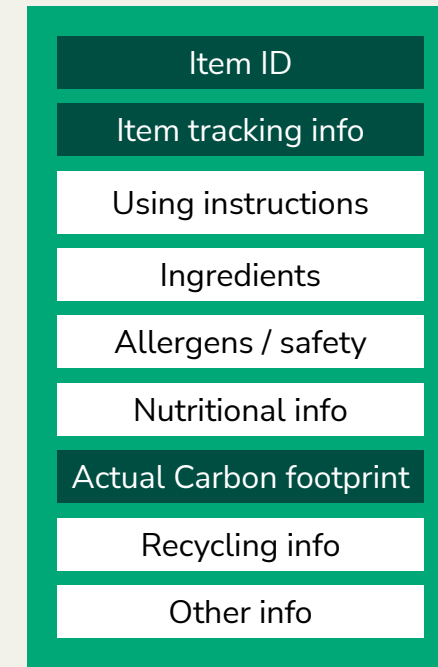 Item ID
Item tracking info
Using instructions
Ingredients
Allergens / safety
Nutritional info
Actual Carbon footprint
Recycling info
Other info